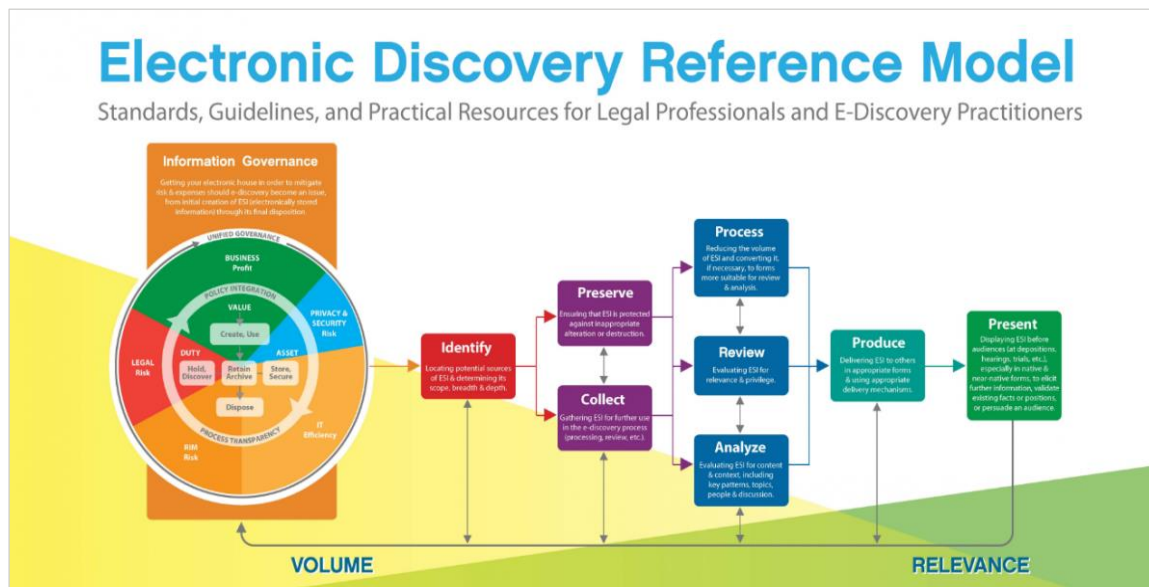 Electronic Discovery Reference Model
Standards, Guidelines, and Practical Resources for Legal Professionals and E-Discovery Practitioners
Information Governance
Getting your electronic house in order to mitigate
risk & expenses should e-discovery become an issue,
from initial creation of ESI (electronically stored
information) through its final disposition
UNIFIED GOVERNANCE
BUSINESS
Profit
POLICY INTEGRATION
VALUE
Create, Use
PRIVACY &
SECURITY
Risk
LEGAL
Risk
DUTY
Hold,
Discover
Retain
Archive
ASSET
Store,
Secure
Dispose
PROCESS TRANSPARENCY
RIM
Risk
IT
Efficiency
Identify
Locating potential sources
of ESI & determining its
scope, breadth & depth.
Preserve
Ensuring that ESI is protected
against inappropriate
alteration or destruction.
Collect
Gathering ESI for further use
in the e-discovery process
(processing, review, etc.).
Process
Reducing the volume
of ESI and converting it,
if necessary, to forms
more suitable for review
& analysis.
Review
Evaluating ESI for
relevance & privilege.
Analyze
Evaluating ESI for content
& context, including
key patterns, topics,
people & discussion.
Produce
Delivering ESI to others
in appropriate forms
& using appropriate
delivery mechanisms.
Present
Displaying ESI before
audiences (at depositions,
hearings, trials, etc.),
especially in native &
near-native forms, to elicit
further information, validate
existing facts or positions,
or persuade an audience.
VOLUME
RELEVANCE